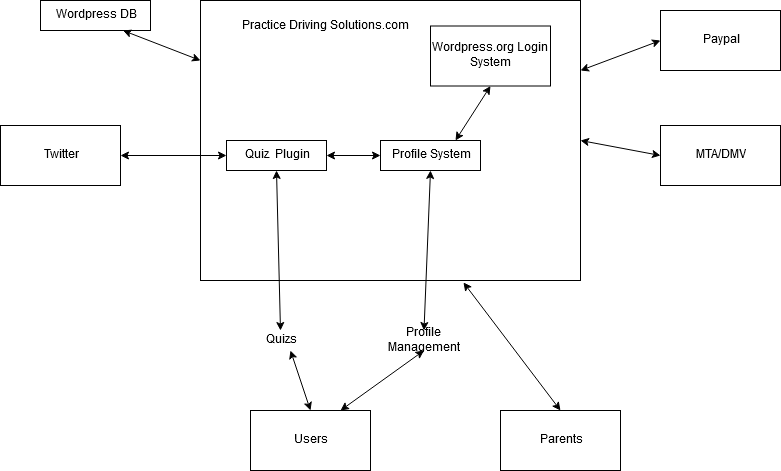 Wordpress DB
Practice Driving Solutions.com
Wordpress.org Login
System
Paypal
Twitter
Quiz Plugin
Profile System
MTA/DMV
Quizs
Profile
Management
Users
Parents